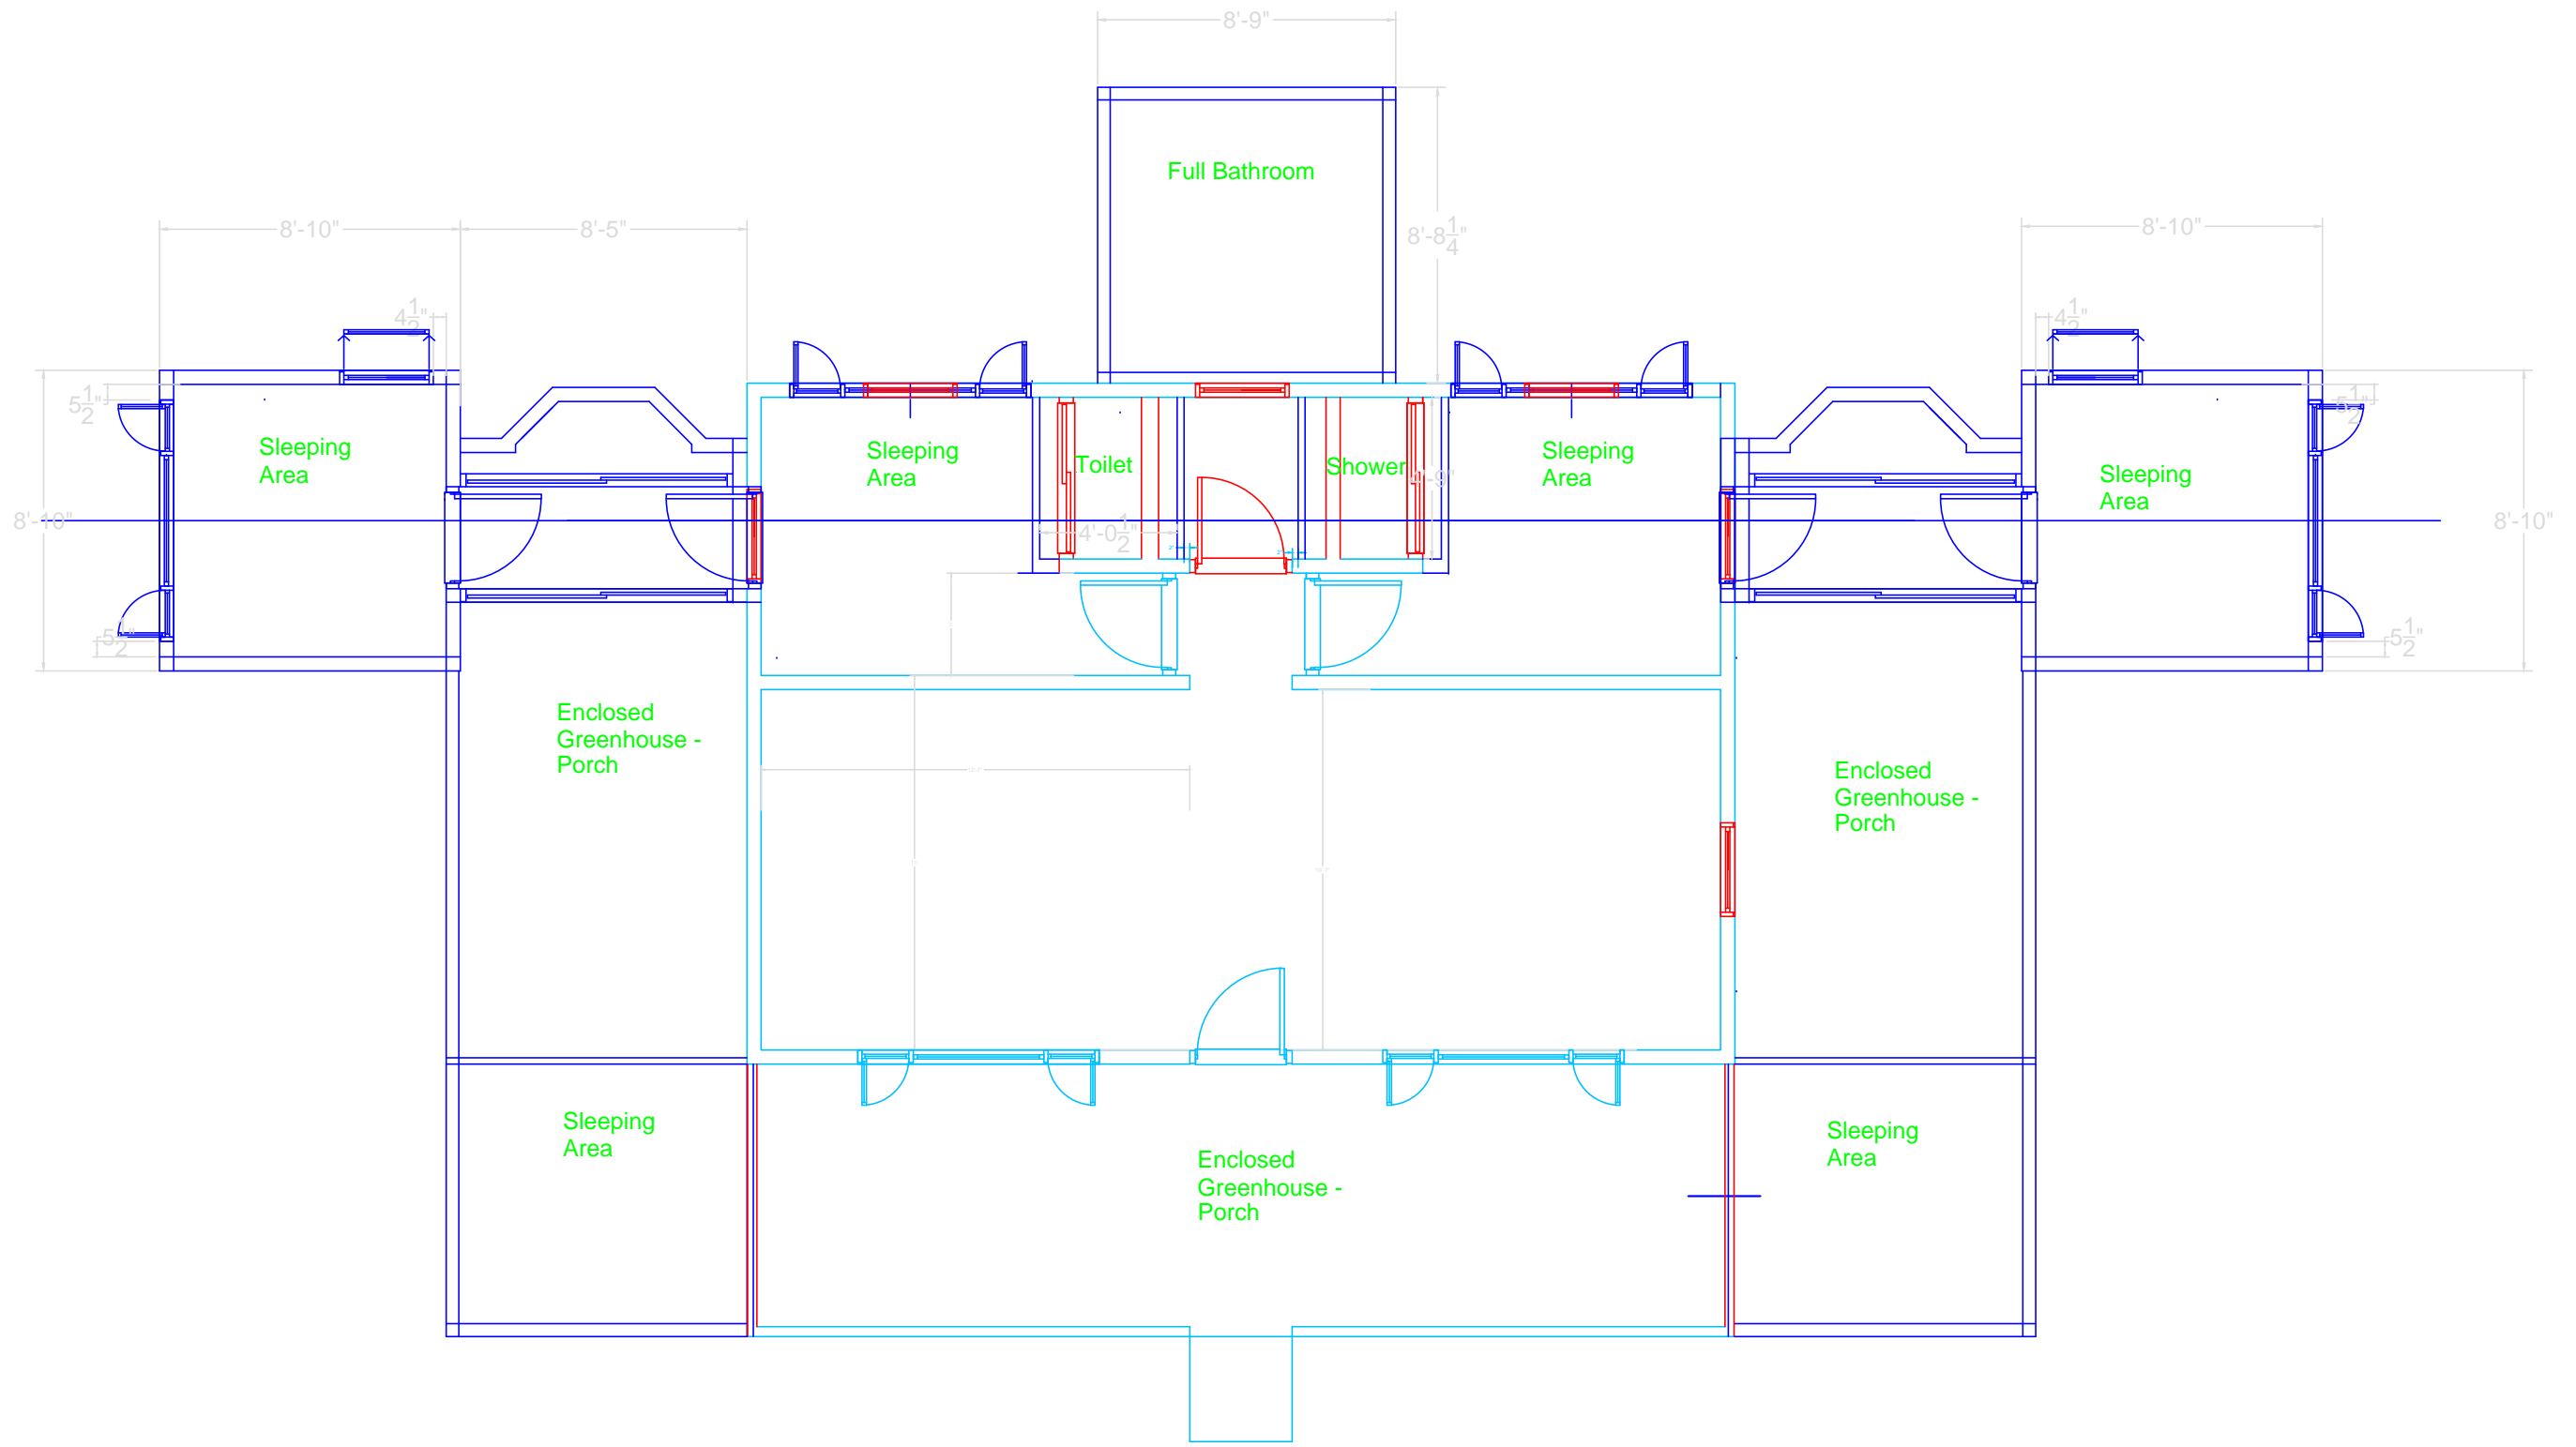 8'-9"
Full Bathroom
8'-10"
8'-5"
8'-8 1/4"
8'-10"
4 1/2"
4 1/2"
5 1/2"
5 1/2"
Sleeping
Area
Sleeping
Area
Toilet
Shower
Sleeping
Area
Sleeping
Area
8'-10"
4'-0 1/2"
8'-10"
2"
2"
5 1/2"
5 1/2"
Enclosed
Greenhouse -
Porch
Enclosed
Greenhouse -
Porch
Sleeping
Area
Enclosed
Greenhouse -
Porch
Sleeping
Area